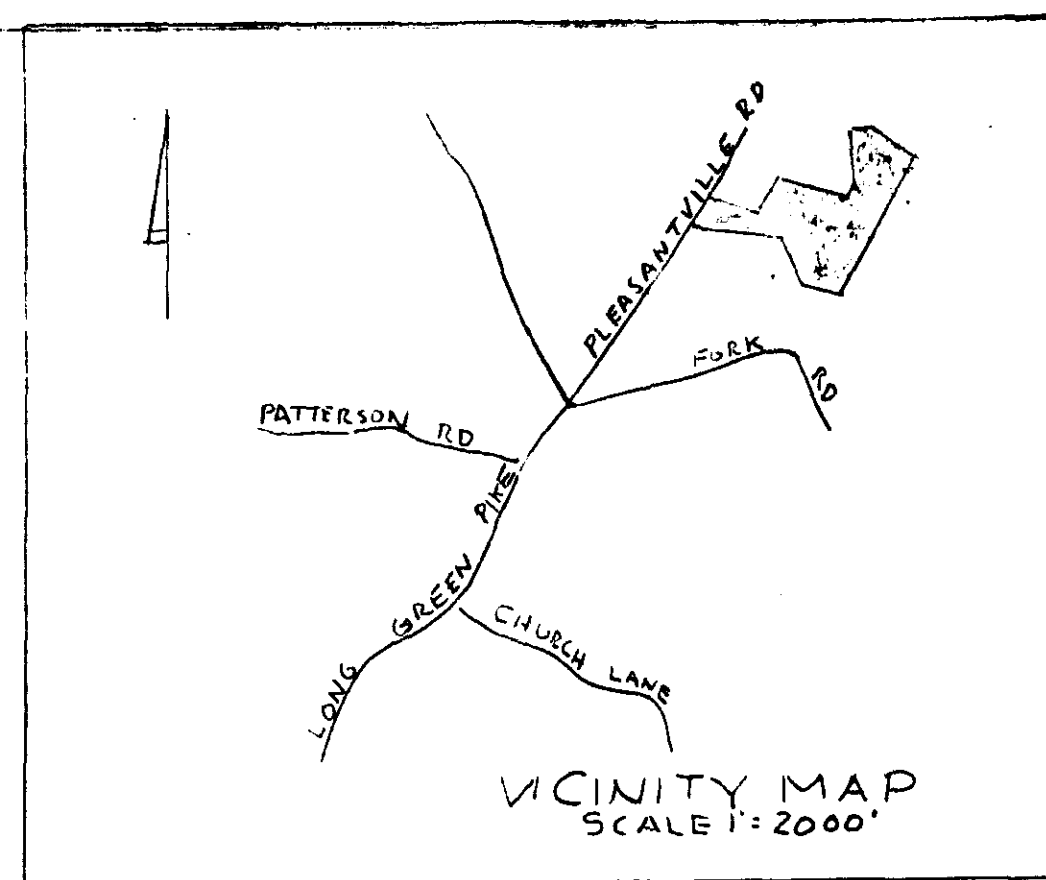 PLEASANTVILLE RD
FORK RD
PATTERSON RD
LONG GREEN PIKE
CHURCH LANE
VICINITY MAP
SCALE 1" = 2000'